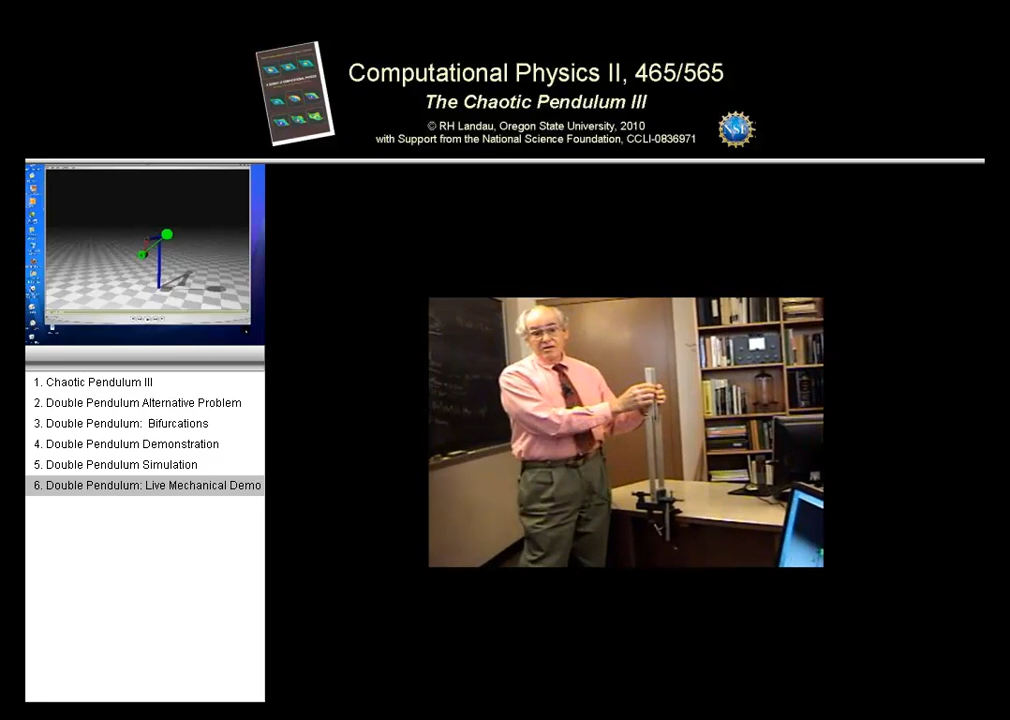 Computational Physics II, 465/565
The Chaotic Pendulum III
© RH Landau, Oregon State University, 2010
with Support from the National Science Foundation, CCLI-0836971
NSF
1. Chaotic Pendulum III
2. Double Pendulum Alternative Problem
3. Double Pendulum: Bifurcations
4. Double Pendulum Demonstration
5. Double Pendulum Simulation
6. Double Pendulum: Live Mechanical Demo